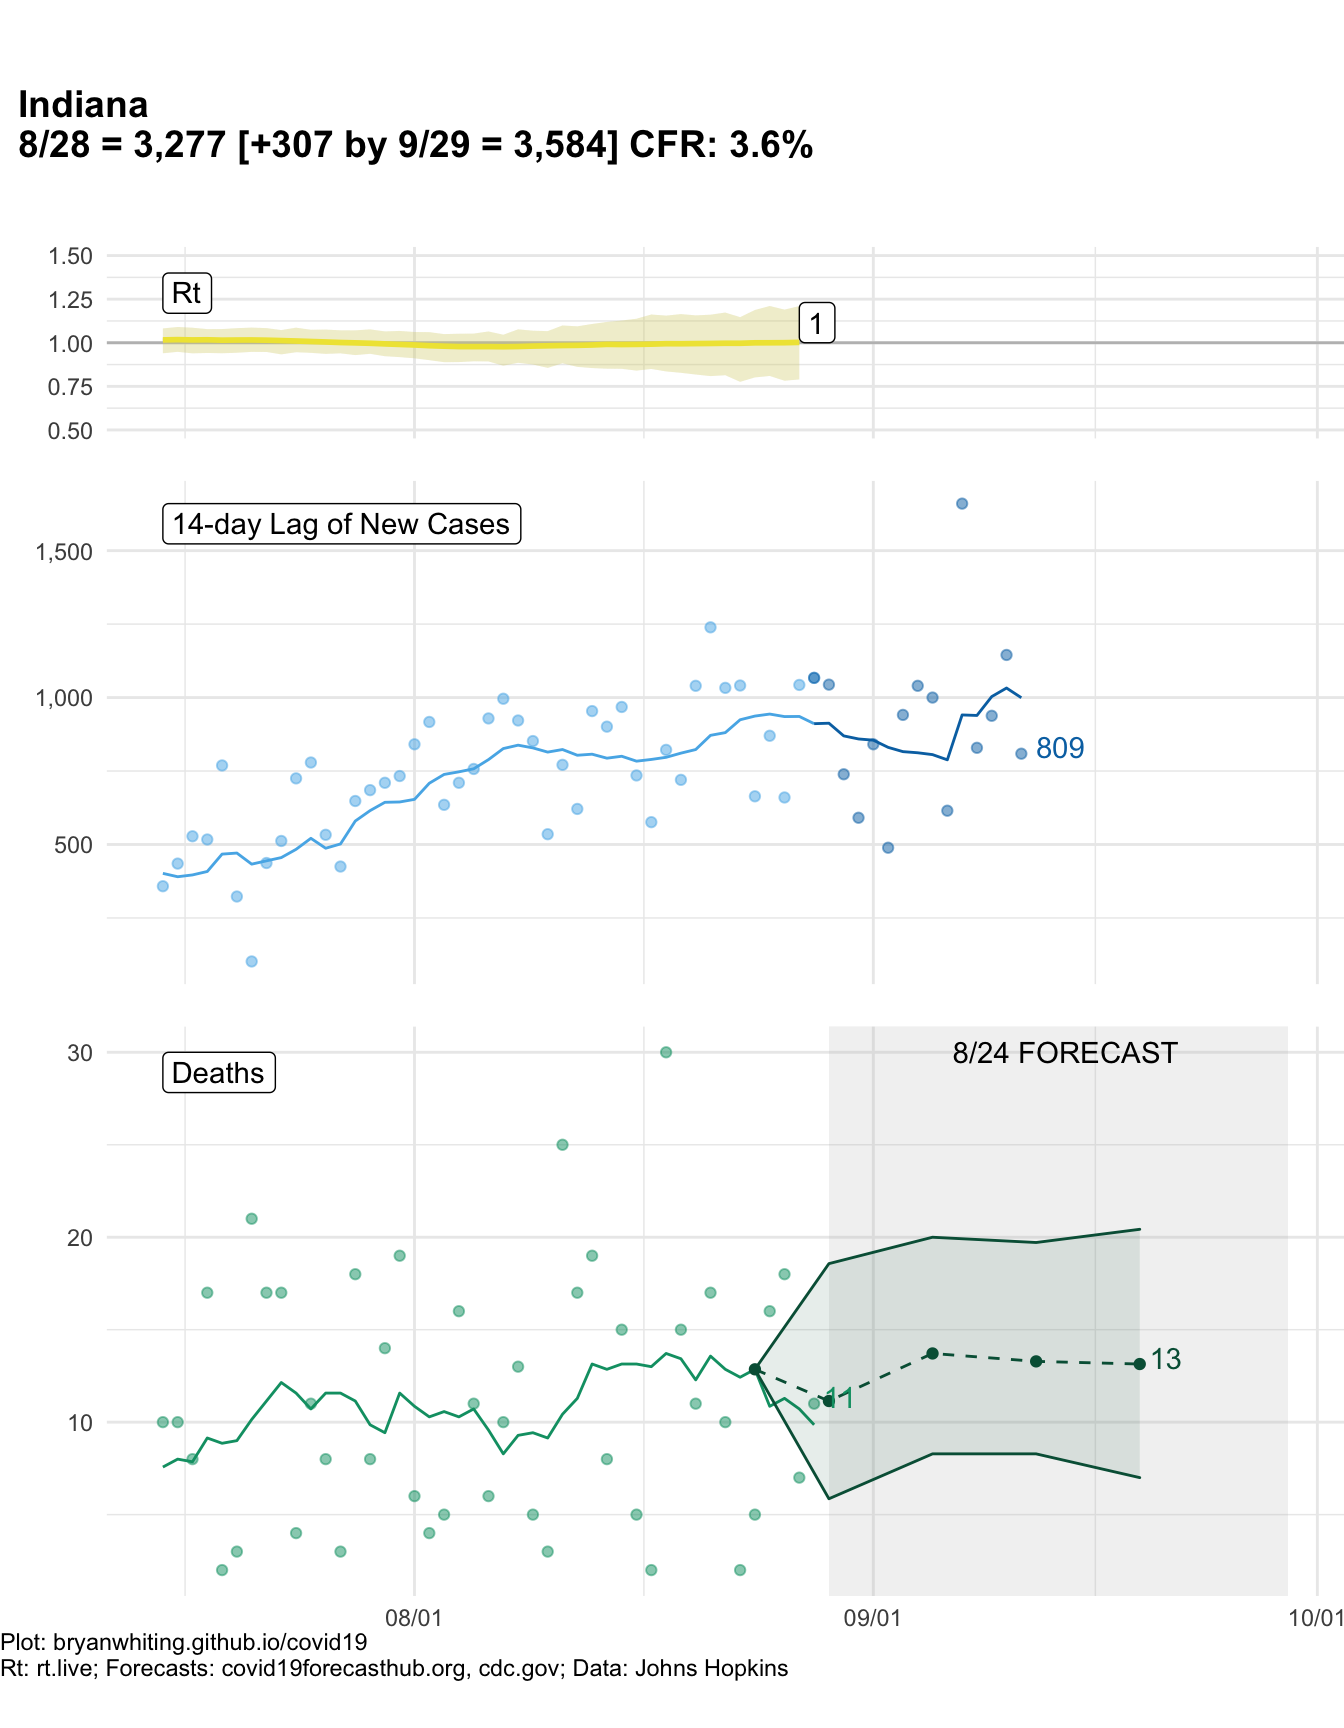 Indiana
8/28 = 3,277 [+307 by 9/29 = 3,584] CFR: 3.6%
1.50
1.25
1.00
0.75
0.50
Rt
1
14-day Lag of New Cases
1,500
1,000
500
809
Deaths
8/24 FORECAST
30
20
10
11
13
08/01
09/01
10/01
Plot: bryanwhiting.github.io/covid19
Rt: rt.live; Forecasts: covid19forecasthub.org, cdc.gov; Data: Johns Hopkins